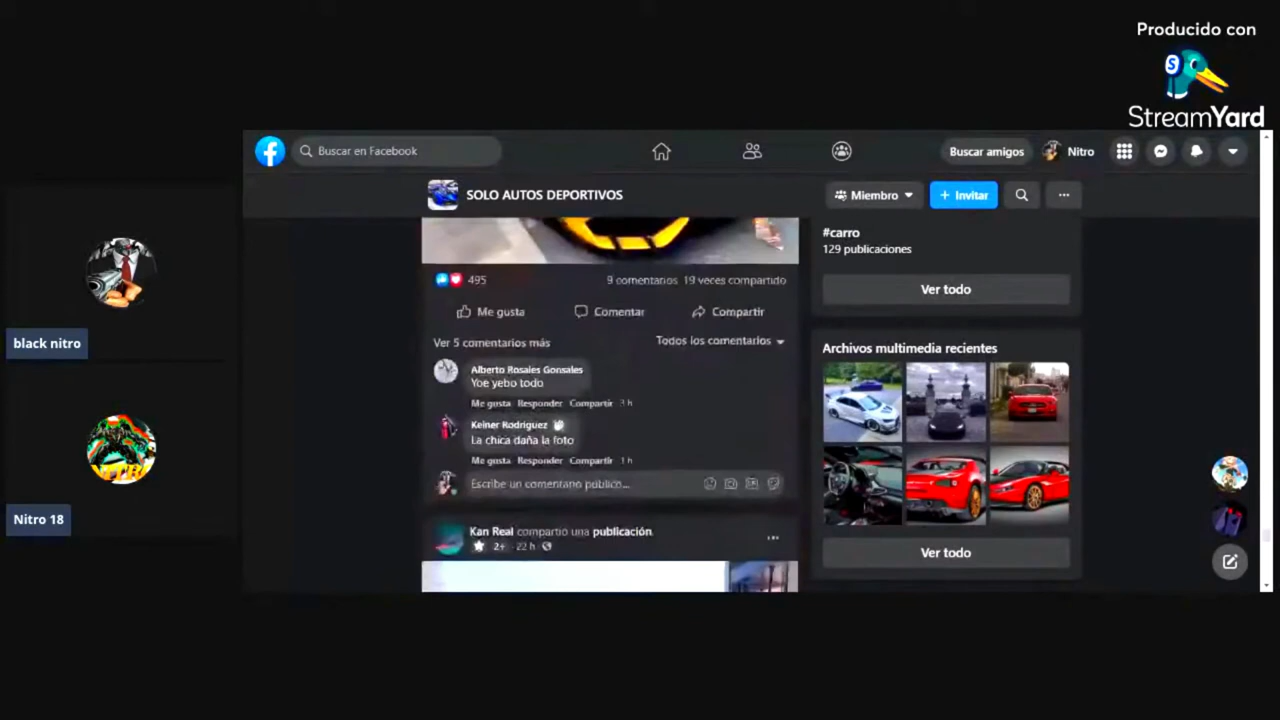 Producido con
StreamYard
Buscar en Facebook
Buscar amigos
Nitro
SOLO AUTOS DEPORTIVOS
Miembro
+ Invitar
#carro
129 publicaciones
Ver todo
495
9 comentarios 19 veces compartido
Me gusta
Comentar
Compartir
Ver 5 comentarios más
Todos los comentarios
Alberto Rosales Gonsales
Yoe yebo todo
Me gusta Responder Compartir 3 h
Keiner Rodriguez
La chica daña la foto
Me gusta Responder Compartir 1 h
Escribe un comentario público...
Kan Real compartió una publicación.
2+ · 22 h ·
Archivos multimedia recientes
Ver todo
black nitro
Nitro 18